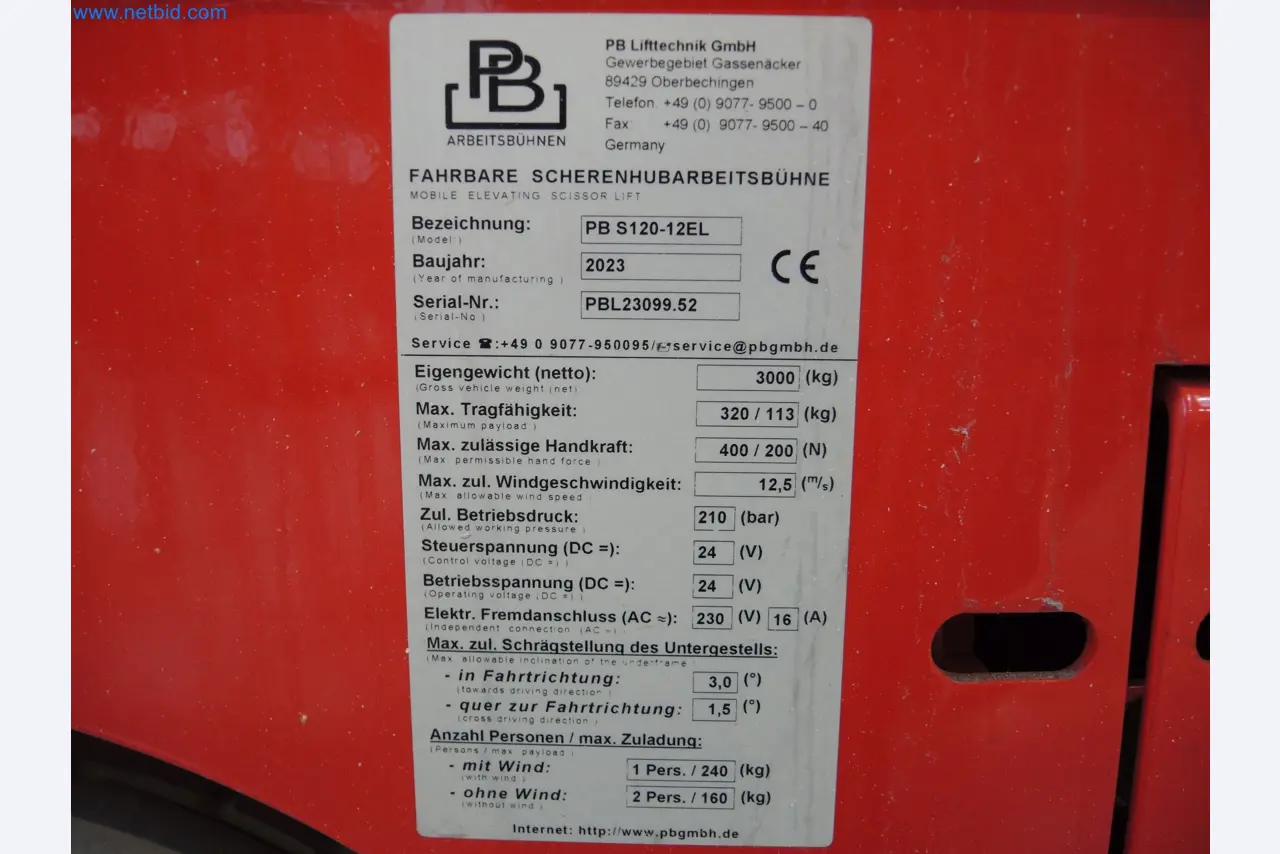 www.netbid.com
PB
ARBEITSBÜHNEN
PB Lifttechnik GmbH
Gewerbegebiet Gassenäcker
89429 Oberbechingen
Telefon +49 (0) 9077- 9500 – 0
Fax: +49 (0) 9077- 9500 – 40
Germany
FAHRBARE SCHERENHUBARBEITSBÜHNE
MOBILE ELEVATING SCISSOR LIFT
Bezeichnung: PB S120-12EL
(Model)
Baujahr: 2023
(Year of manufacturing)
CE
Serial-Nr.: PBL23099.52
(Serial-No)
Service ☎:+49 0 9077-950095/service@pbgmbh.de
Eigengewicht (netto): 3000 (kg)
(Gross vehicle weight (net)
Max. Tragfähigkeit: 320 / 113 (kg)
(Maximum payload)
Max. zulässige Handkraft: 400 / 200 (N)
(Max. permissible hand force)
Max. zul. Windgeschwindigkeit: 12,5 (m/s)
(Max. allowable wind speed
Zul. Betriebsdruck: 210 (bar)
(Allowed working pressure)
Steuerspannung (DC =): 24 (V)
(Control voltage (DC =))
Betriebsspannung (DC =): 24 (V)
(Operating voltage (DC =))
Elektr. Fremdanschluss (AC ≈): 230 (V) 16 (A)
(Independent connection (AC ≈)
Max. zul. Schrägstellung des Untergestells:
(Max. allowable inclination of the underframe
- in Fahrtrichtung: 3,0 (°)
(towards driving direction)
- quer zur Fahrtrichtung: 1,5 (°)
(cross driving direction)
Anzahl Personen / max. Zuladung:
(Persons / max. payload)
- mit Wind: 1 Pers. / 240 (kg)
(with wind)
- ohne Wind: 2 Pers. / 160 (kg)
(without wind)
Internet: http://www.pbgmbh.de